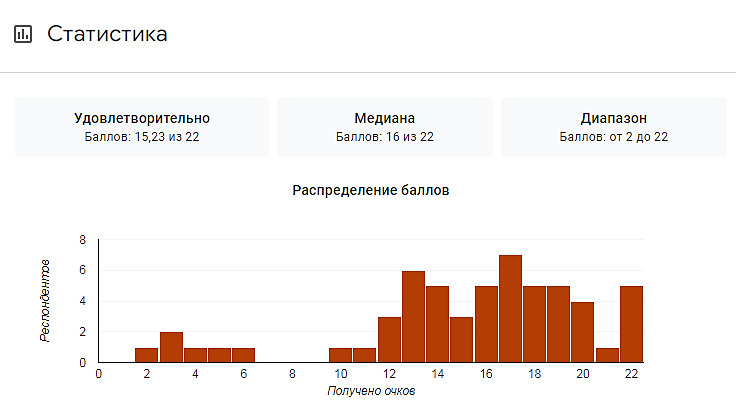 Статистика
Удовлетворительно
Баллов: 15,23 из 22
Медиана
Баллов: 16 из 22
Диапазон
Баллов: от 2 до 22
Распределение баллов
Респондентов
8
6
4
2
0
0 2 4 6 8 10 12 14 16 18 20 22
Получено очков